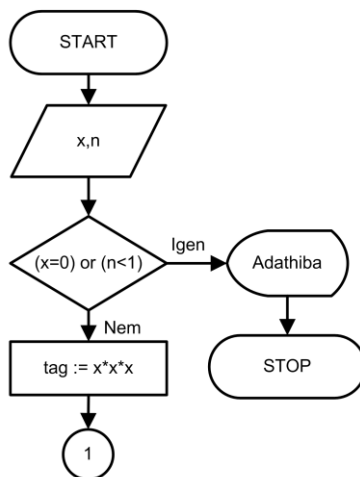 START
x,n
(x=0) or (n<1)
Igen
Adathiba
Nem
STOP
tag := x*x*x
1